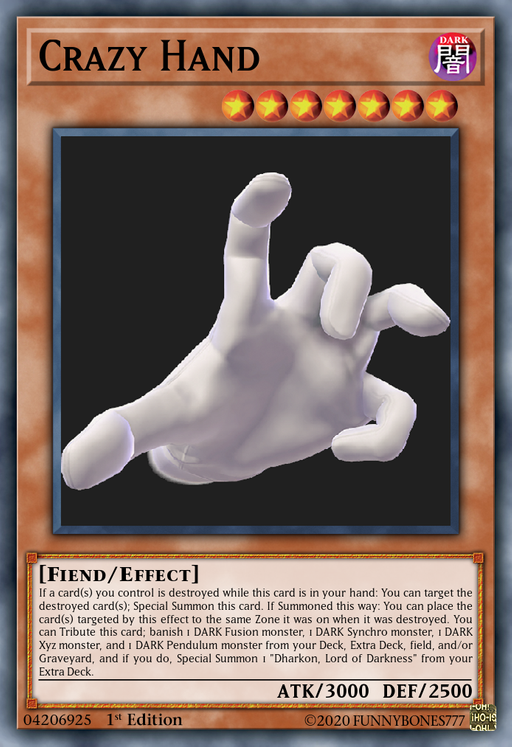 CRAZY HAND
DARK
闇
[FIEND/EFFECT]
If a card(s) you control is destroyed while this card is in your hand: You can target the
destroyed card(s); Special Summon this card. If Summoned this way: You can place the
card(s) targeted by this effect to the same Zone it was on when it was destroyed. You
can Tribute this card; banish 1 DARK Fusion monster, 1 DARK Synchro monster, 1 DARK
Xyz monster, and 1 DARK Pendulum monster from your Deck, Extra Deck, field, and/or
Graveyard, and if you do, Special Summon 1 "Dharkon, Lord of Darkness" from your
Extra Deck.
ATK/3000 DEF/2500
04206925 1st Edition ©2020 FUNNYBONES777